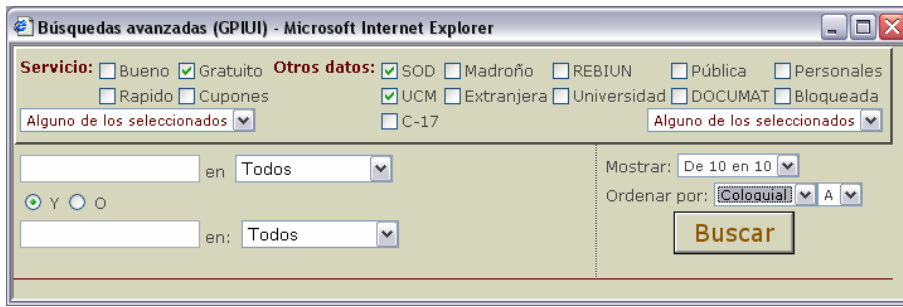 Búsquedas avanzadas (GPIUI) - Microsoft Internet Explorer
Servicio: Bueno Gratuito Otros datos: SOD Madroño REBIUN Pública Personales
Rapido Cupones UCM Extranjera Universidad DOCUMAT Bloqueada
Alguno de los seleccionados C-17 Alguno de los seleccionados
en Todos Mostrar: De 10 en 10
Y O Ordenar por: Coloquial A
en: Todos Buscar